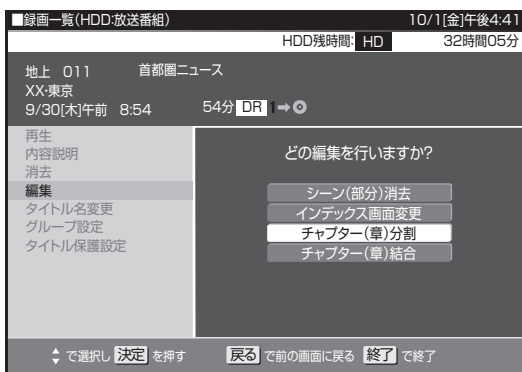 ■録画一覧(HDD:放送番組) 10/1[金]午後4:41
HDD残時間: HD 32時間05分
地上 011 首都圏ニュース
XX・東京
9/30[木]午前 8:54 54分 DR 1➡
再生
内容説明
消去
編集
タイトル名変更
グループ設定
タイトル保護設定
どの編集を行いますか?
シーン(部分)消去
インデックス画面変更
チャプター(章)分割
チャプター(章)結合
で選択し 決定 を押す 戻る で前の画面に戻る 終了 で終了